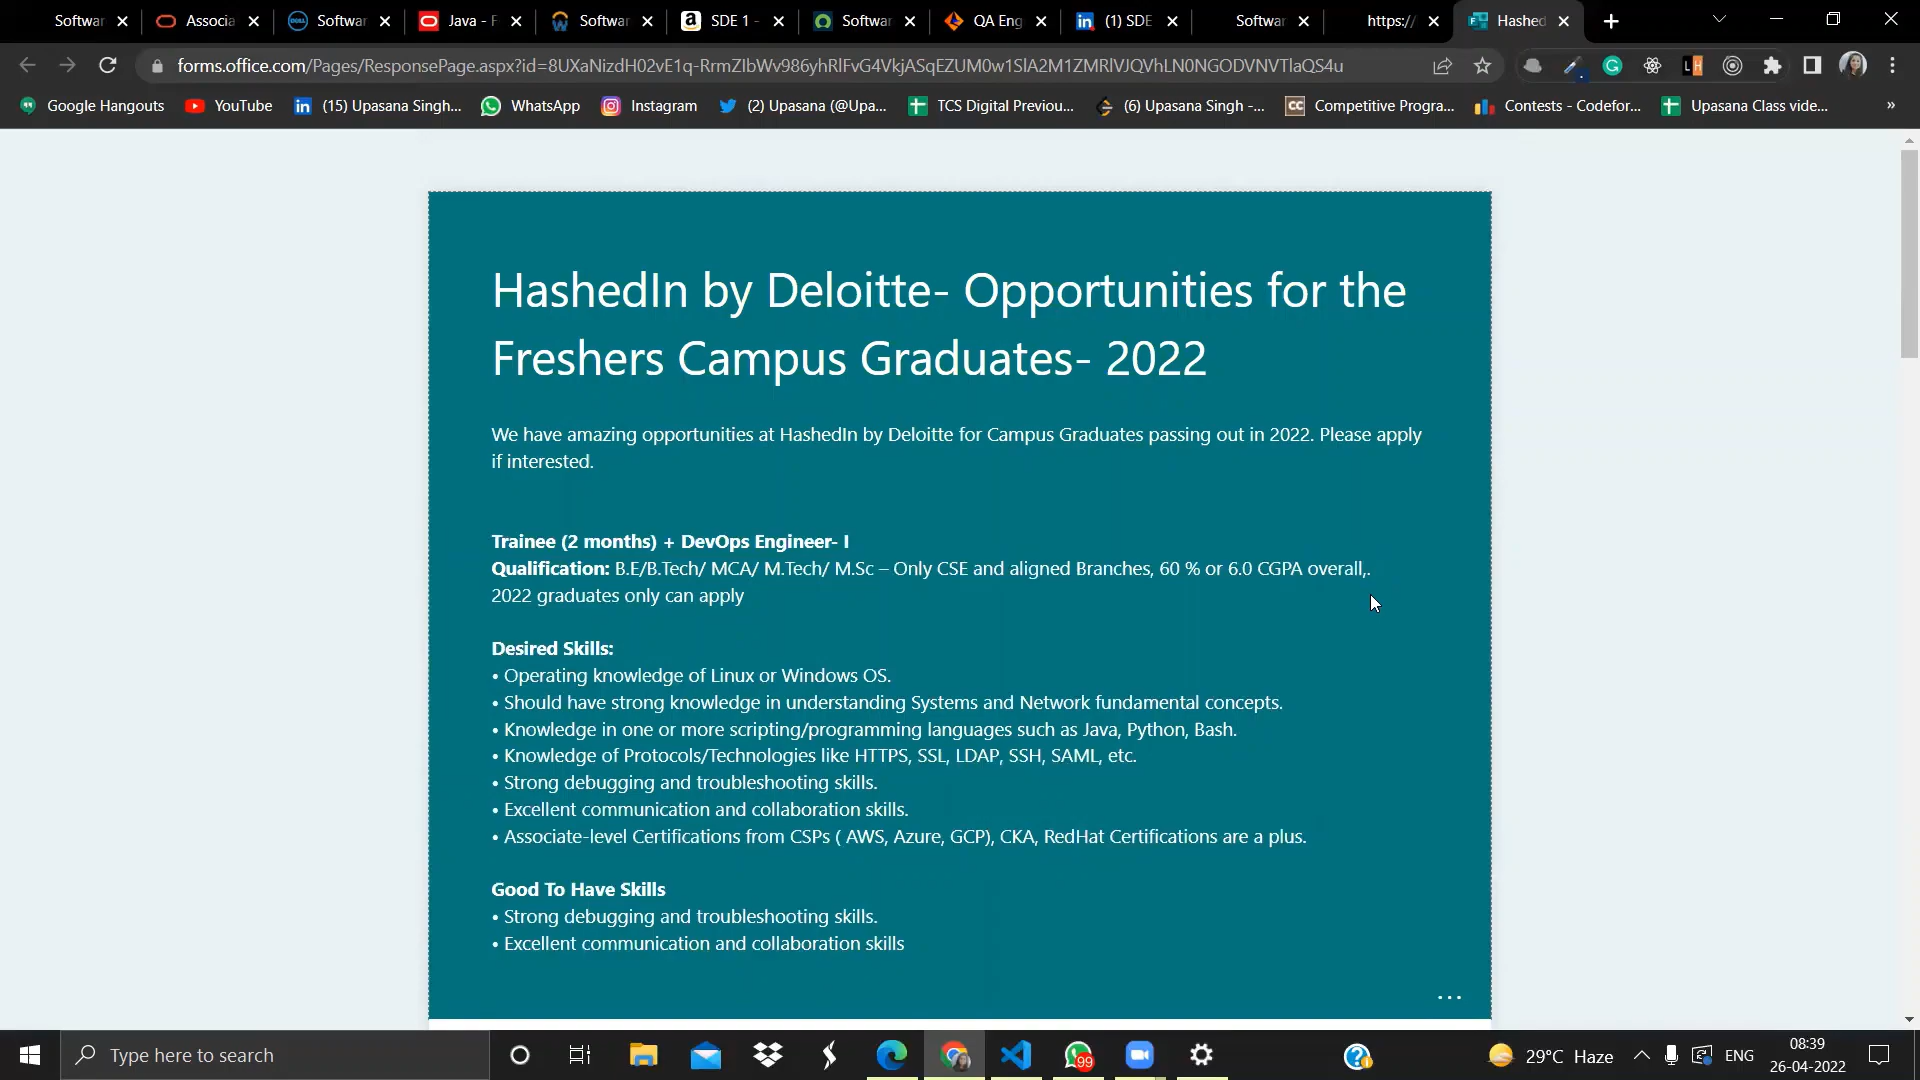 Softwar
Associa
Softwar
Java - F
Softwar
SDE 1 -
Softwar
QA Eng
(1) SDE
Softwar
https://
Hashed
forms.office.com/Pages/ResponsePage.aspx?id=8UXaNizdH02vE1q-RrmZIbWv986yhRlFvG4VkjASqEZUM0w1SlA2M1ZMRlVJQVhLN0NGODVNVTlaQS4u
Google Hangouts
YouTube
(15) Upasana Singh...
WhatsApp
Instagram
(2) Upasana (@Upa...
TCS Digital Previou...
(6) Upasana Singh -...
Competitive Progra...
Contests - Codefor...
Upasana Class vide...
HashedIn by Deloitte- Opportunities for the
Freshers Campus Graduates- 2022
We have amazing opportunities at HashedIn by Deloitte for Campus Graduates passing out in 2022. Please apply
if interested.
Trainee (2 months) + DevOps Engineer- I
Qualification: B.E/B.Tech/ MCA/ M.Tech/ M.Sc – Only CSE and aligned Branches, 60 % or 6.0 CGPA overall,.
2022 graduates only can apply
Desired Skills:
• Operating knowledge of Linux or Windows OS.
• Should have strong knowledge in understanding Systems and Network fundamental concepts.
• Knowledge in one or more scripting/programming languages such as Java, Python, Bash.
• Knowledge of Protocols/Technologies like HTTPS, SSL, LDAP, SSH, SAML, etc.
• Strong debugging and troubleshooting skills.
• Excellent communication and collaboration skills.
• Associate-level Certifications from CSPs ( AWS, Azure, GCP), CKA, RedHat Certifications are a plus.
Good To Have Skills
• Strong debugging and troubleshooting skills.
• Excellent communication and collaboration skills
...
Type here to search
99
29°C Haze
ENG
08:39
26-04-2022